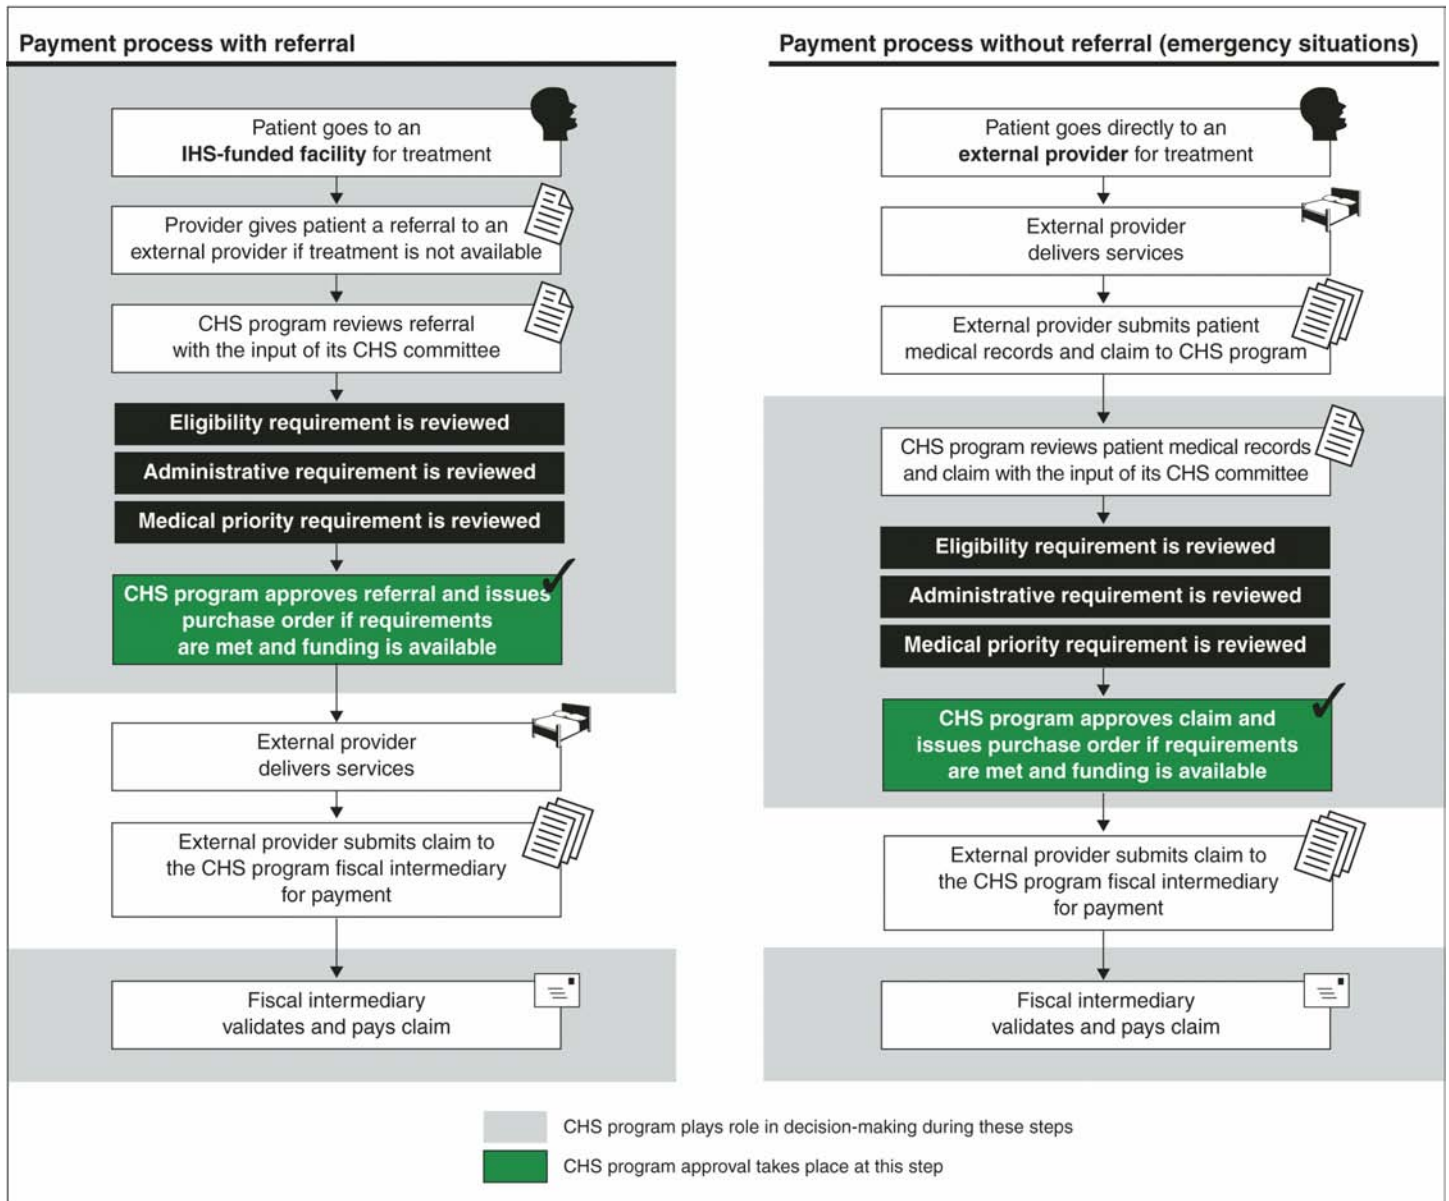 Payment process with referral
Patient goes to an
IHS-funded facility for treatment
Provider gives patient a referral to an
external provider if treatment is not available
CHS program reviews referral
with the input of its CHS committee
Eligibility requirement is reviewed
Administrative requirement is reviewed
Medical priority requirement is reviewed
CHS program approves referral and issues
purchase order if requirements
are met and funding is available
External provider
delivers services
External provider submits claim to
the CHS program fiscal intermediary
for payment
Fiscal intermediary
validates and pays claim
Payment process without referral (emergency situations)
Patient goes directly to an
external provider for treatment
External provider
delivers services
External provider submits patient
medical records and claim to CHS program
CHS program reviews patient medical records
and claim with the input of its CHS committee
Eligibility requirement is reviewed
Administrative requirement is reviewed
Medical priority requirement is reviewed
CHS program approves claim and
issues purchase order if requirements
are met and funding is available
External provider submits claim to
the CHS program fiscal intermediary
for payment
Fiscal intermediary
validates and pays claim
CHS program plays role in decision-making during these steps
CHS program approval takes place at this step